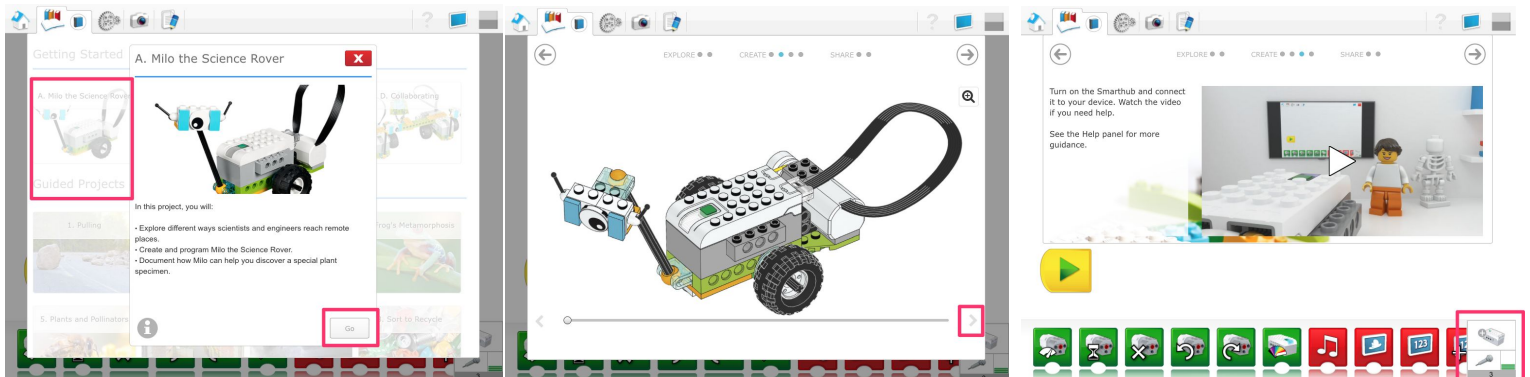 Getting Started
A. Milo the Science Rover
A. Milo the Science Rover
X
D. Collaborating
In this project, you will:
• Explore different ways scientists and engineers reach remote
places.
• Create and program Milo the Science Rover.
• Document how Milo can help you discover a special plant
specimen.
Guided Projects
1. Pulling
Frog's Metamorphosis
5. Plants and Pollinators
Sort to Recycle
i
Go
?
EXPLORE
CREATE
SHARE
?
EXPLORE
CREATE
SHARE
?
Turn on the Smarthub and connect
it to your device. Watch the video
if you need help.
See the Help panel for more
guidance.
123
3